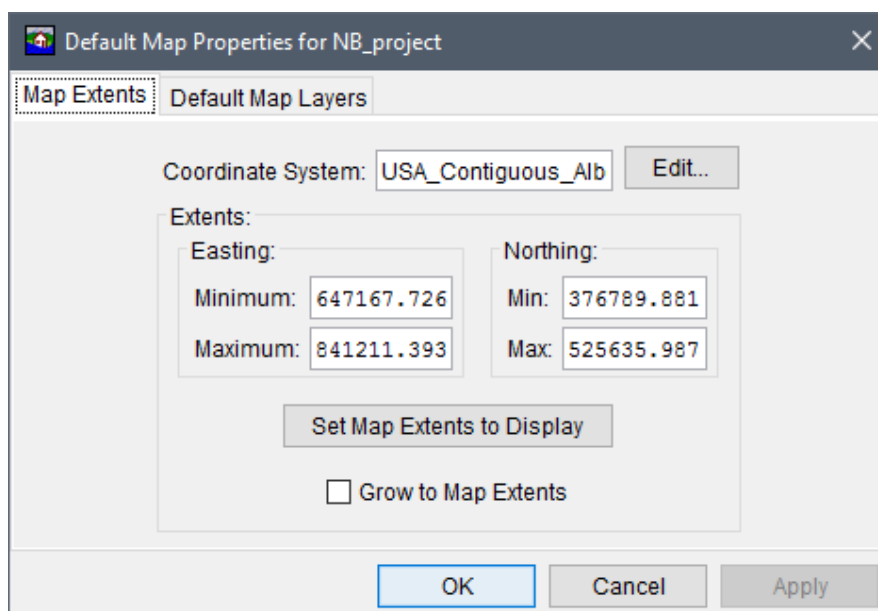 Default Map Properties for NB_project
Map Extents Default Map Layers
Coordinate System: USA_Contiguous_Alb Edit...
Extents:
Easting: Northing:
Minimum: 647167.726 Min: 376789.881
Maximum: 841211.393 Max: 525635.987
Set Map Extents to Display
Grow to Map Extents
OK Cancel Apply